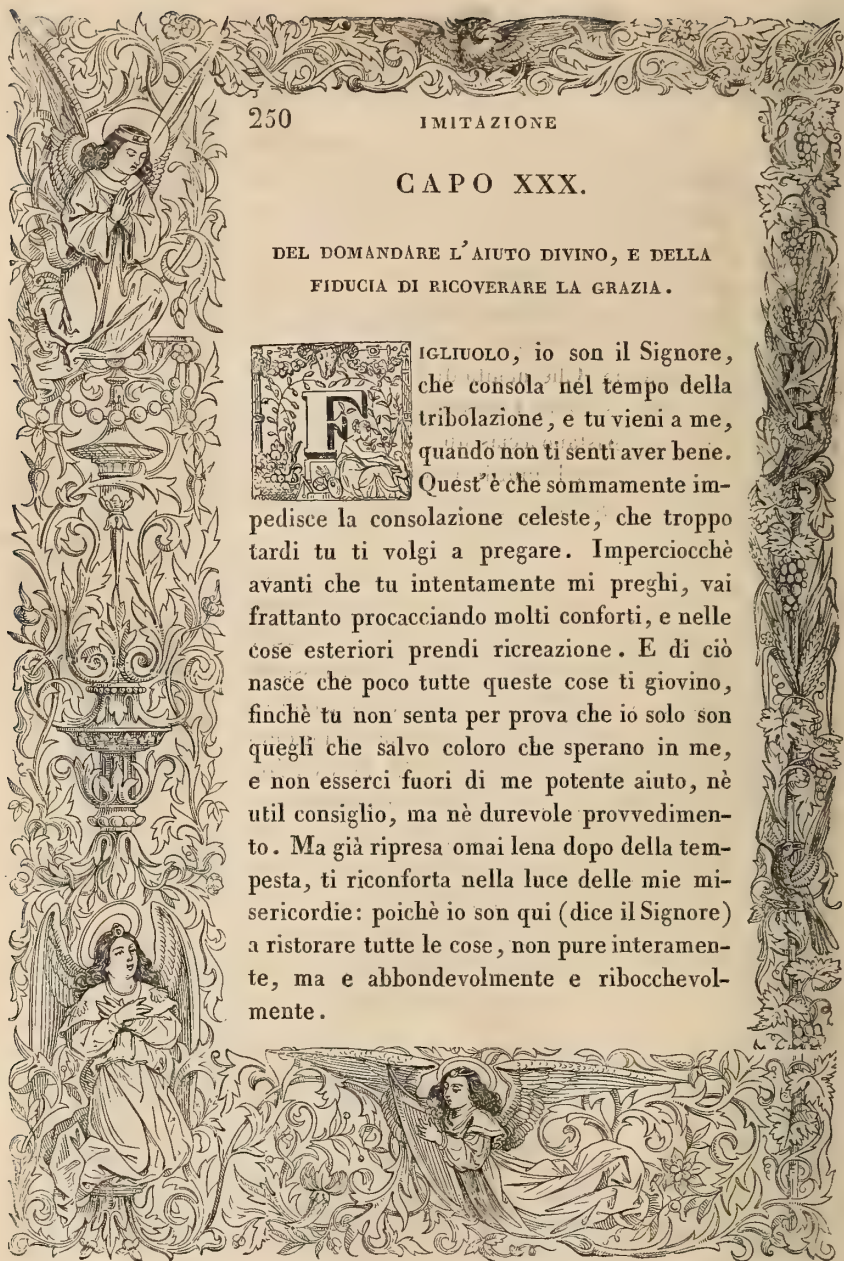 250 IMITAZIONE
CAPO XXX.
DEL DOMANDARE L'AIUTO DIVINO, E DELLA
FIDUCIA DI RICOVERARE LA GRAZIA.
FIGLIUOLO, io son il Signore,
che consola nel tempo della
tribolazione, e tu vieni a me,
quando non ti senti aver bene.
Quest'è che sommamente im-
pedisce la consolazione celeste, che troppo
tardi tu ti volgi a pregare. Imperciocchè
avanti che tu intentamente mi preghi, vai
frattanto procacciando molti conforti, e nelle
cose esteriori prendi ricreazione. E di ciò
nasce che poco tutte queste cose ti giovino,
finchè tu non senta per prova che io solo son
quegli che salvo coloro che sperano in me,
e non esserci fuori di me potente aiuto, nè
util consiglio, ma nè durevole provvedimen-
to. Ma già ripresa omai lena dopo della tem-
pesta, ti riconforta nella luce delle mie mi-
sericordie: poichè io son qui (dice il Signore)
a ristorare tutte le cose, non pure interamen-
te, ma e abbondevolmente e ribocchevol-
mente.